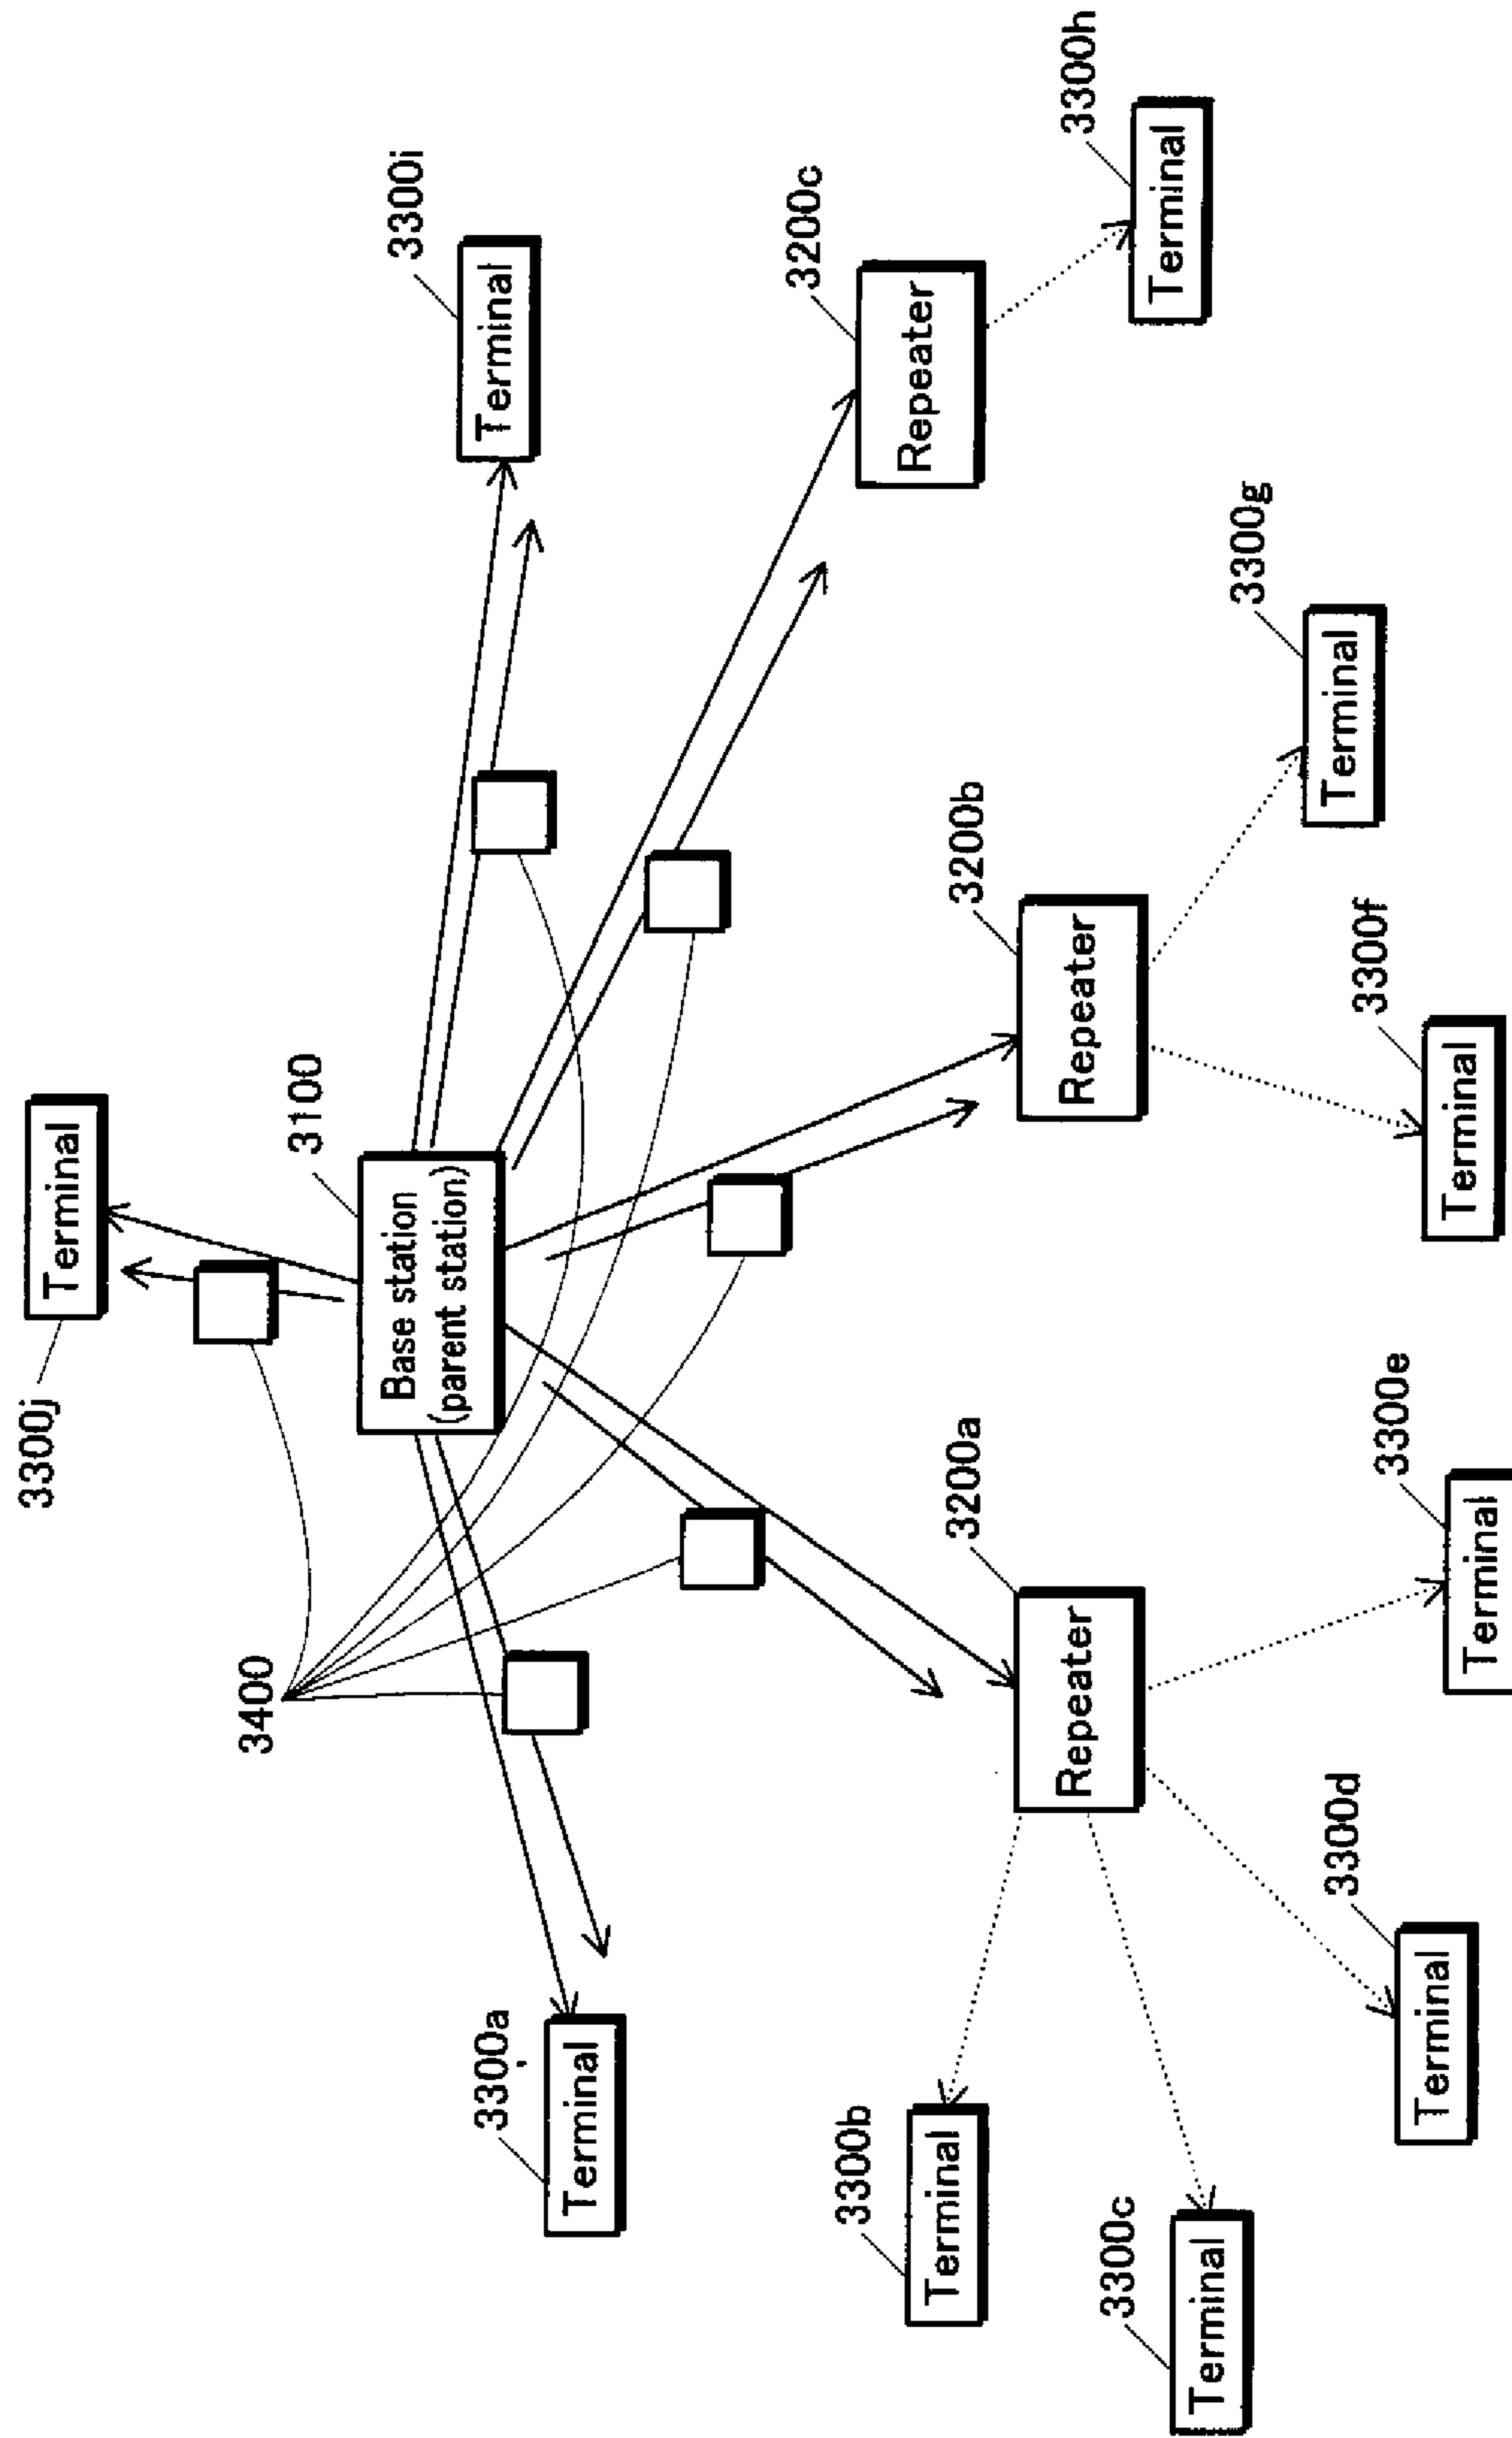 3300j
Terminal
3100
Base station
(parent station)
3400
3300a
Terminal
3300i
Terminal
3300b
Terminal
3200a
Repeater
3200b
Repeater
3200c
Repeater
3300c
Terminal
3300d
Terminal
3300e
Terminal
3300f
Terminal
3300g
Terminal
3300h
Terminal